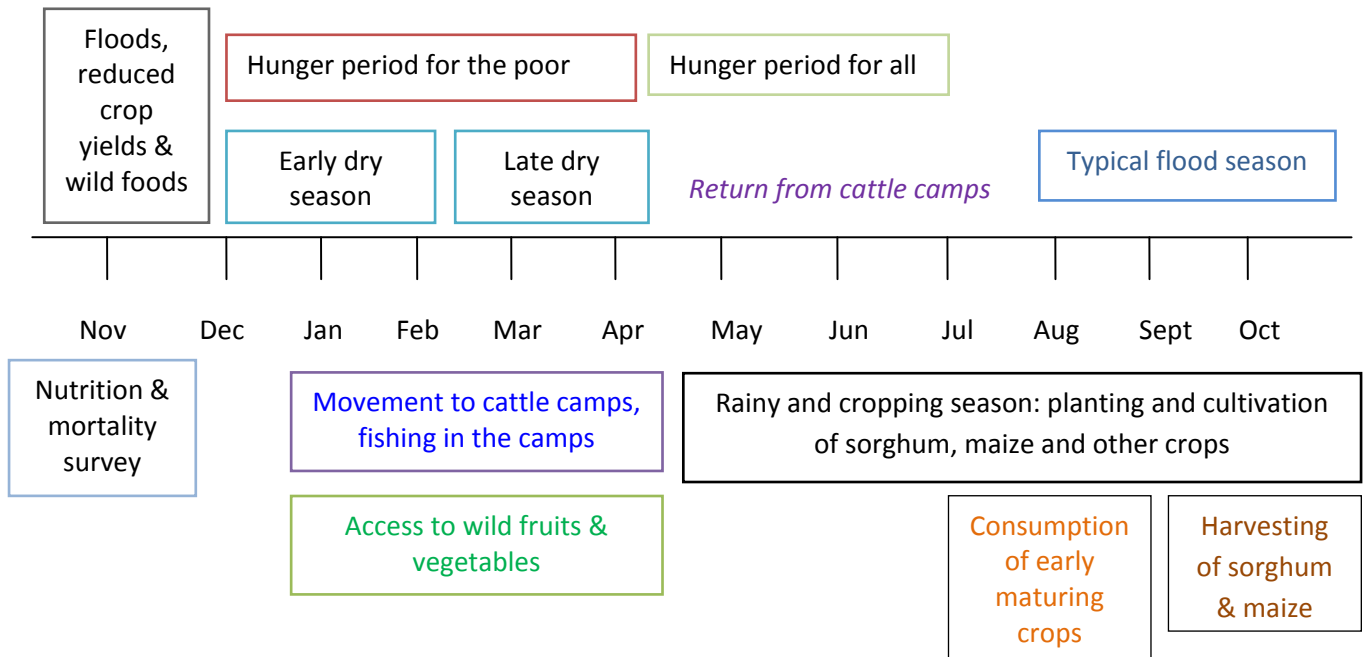 Floods,
reduced
crop
yields &
wild foods
Hunger period for the poor
Hunger period for all
Early dry
season
Late dry
season
Return from cattle camps
Typical flood season
Nov Dec Jan Feb Mar Apr May Jun Jul Aug Sept Oct
Nutrition &
mortality
survey
Movement to cattle camps,
fishing in the camps
Rainy and cropping season: planting and cultivation
of sorghum, maize and other crops
Access to wild fruits &
vegetables
Consumption
of early
maturing
crops
Harvesting
of sorghum
& maize